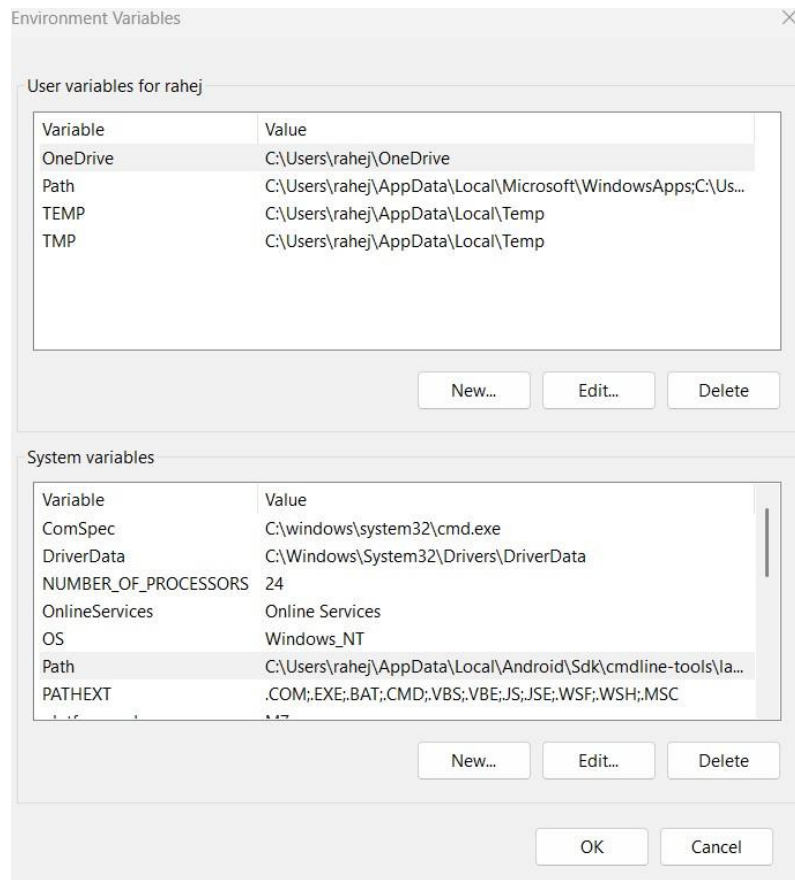 Environment Variables
User variables for rahej
Variable Value
OneDrive C:\Users\rahej\OneDrive
Path C:\Users\rahej\AppData\Local\Microsoft\WindowsApps;C:\Us...
TEMP C:\Users\rahej\AppData\Local\Temp
TMP C:\Users\rahej\AppData\Local\Temp
New... Edit... Delete
System variables
Variable Value
ComSpec C:\windows\system32\cmd.exe
DriverData C:\Windows\System32\Drivers\DriverData
NUMBER_OF_PROCESSORS 24
OnlineServices Online Services
OS Windows_NT
Path C:\Users\rahej\AppData\Local\Android\Sdk\cmdline-tools\la...
PATHEXT .COM;.EXE;.BAT;.CMD;.VBS;.VBE;.JS;.JSE;.WSF;.WSH;.MSC
New... Edit... Delete
OK Cancel